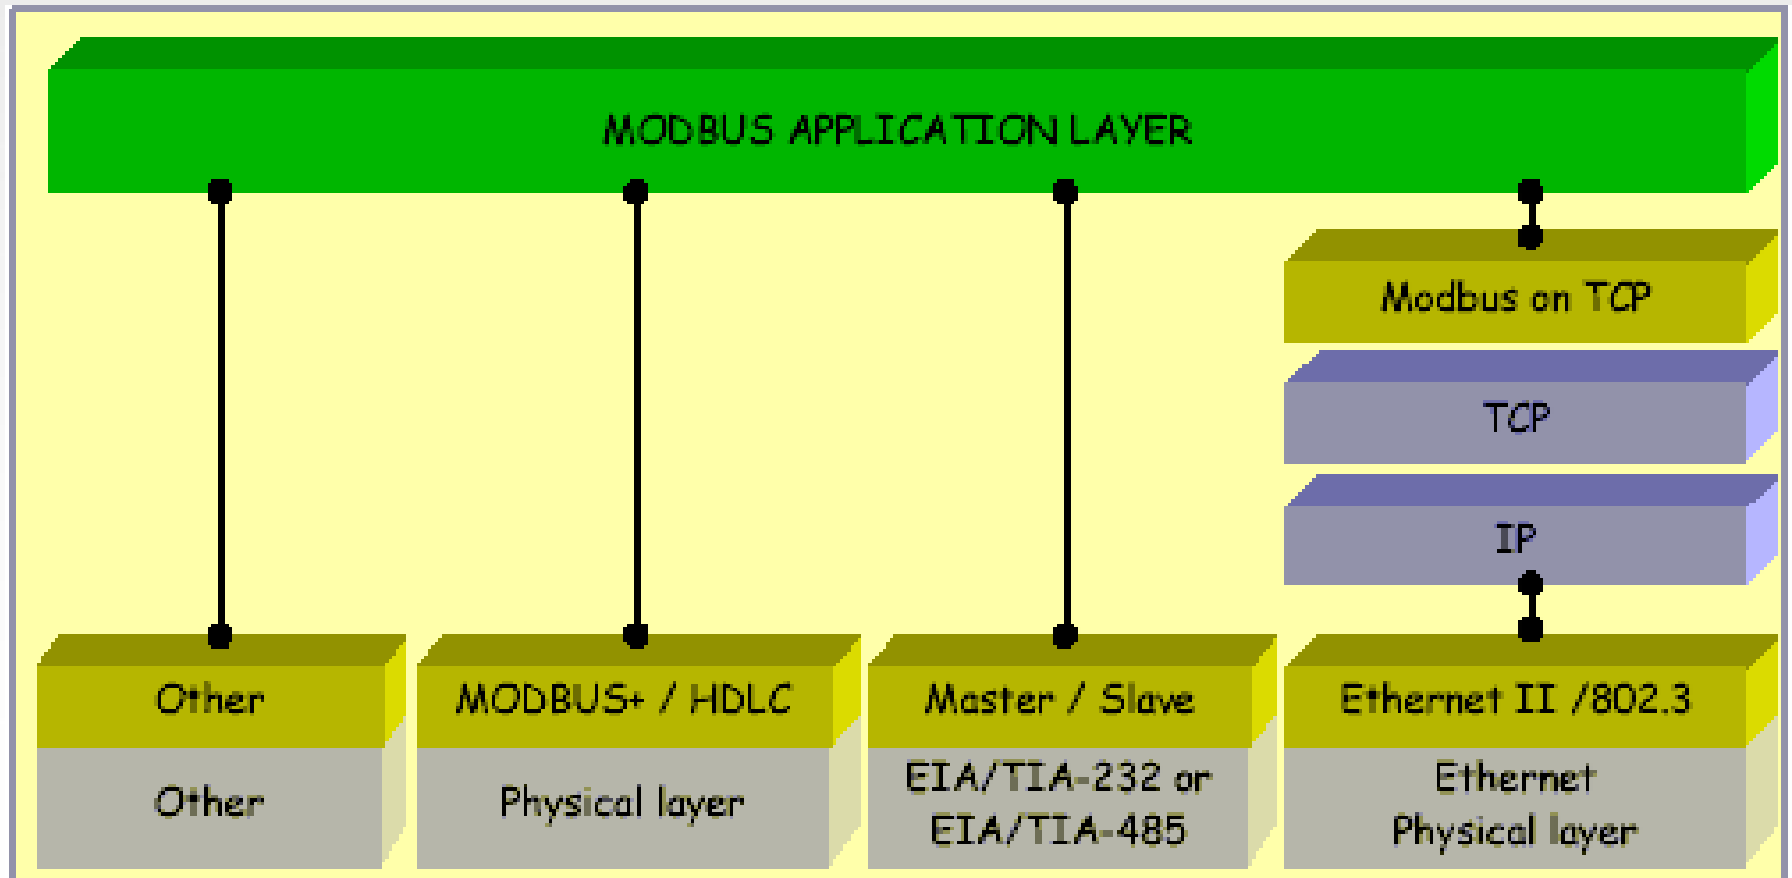 MODBUS APPLICATION LAYER
Modbus on TCP
TCP
IP
Other
MODBUS+ / HDLC
Master / Slave
Ethernet II /802.3
Other
Physical layer
EIA/TIA-232 or
EIA/TIA-485
Ethernet
Physical layer